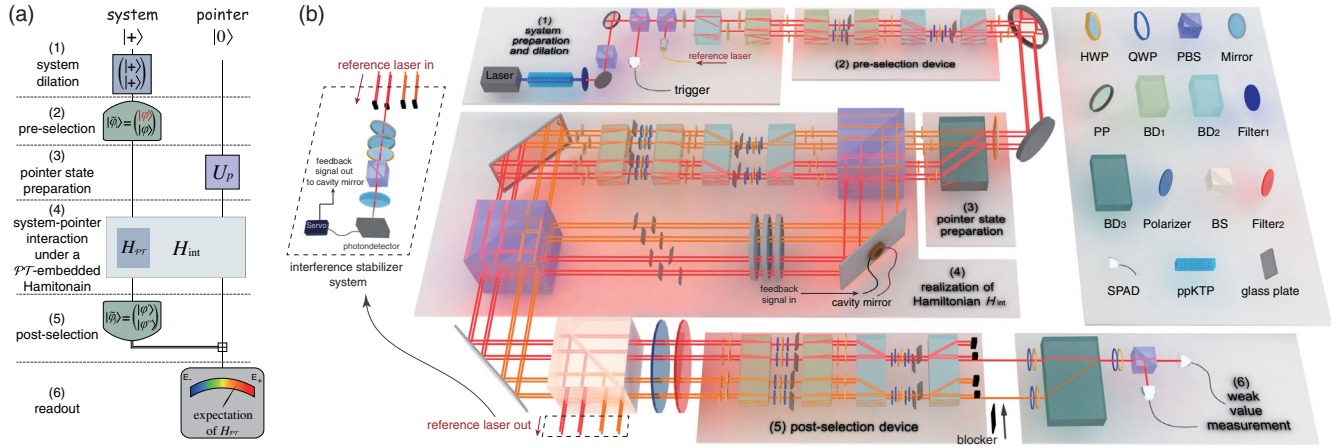 (a)
system
pointer
|+⟩
|0⟩
(1)
system
dilation
(|+⟩
|+⟩)
(2)
pre-selection
|φ̃⟩=(|φ⟩
|φ⟩)
(3)
pointer state
preparation
U_p
(4)
system-pointer
interaction
under a
𝒫𝒯-embedded
Hamitonain
H_𝒫𝒯
H_int
(5)
post-selection
|φ̃⟩=(|φ'⟩
|φ''⟩)
(6)
readout
E-
E+
expectation
of H_𝒫𝒯
(b)
(1)
system
preparation
and dilation
Laser
reference laser
trigger
(2) pre-selection device
reference laser in
feedback
signal out
to cavity mirror
Servo
photondetector
interference stabilizer
system
(3)
pointer state
preparation
(4)
realization of
Hamiltonian H_int
feedback
signal in
cavity mirror
reference laser out
(5) post-selection device
blocker
(6)
weak
value
measurement
HWP
QWP
PBS
Mirror
PP
BD1
BD2
Filter1
BD3
Polarizer
BS
Filter2
SPAD
ppKTP
glass plate